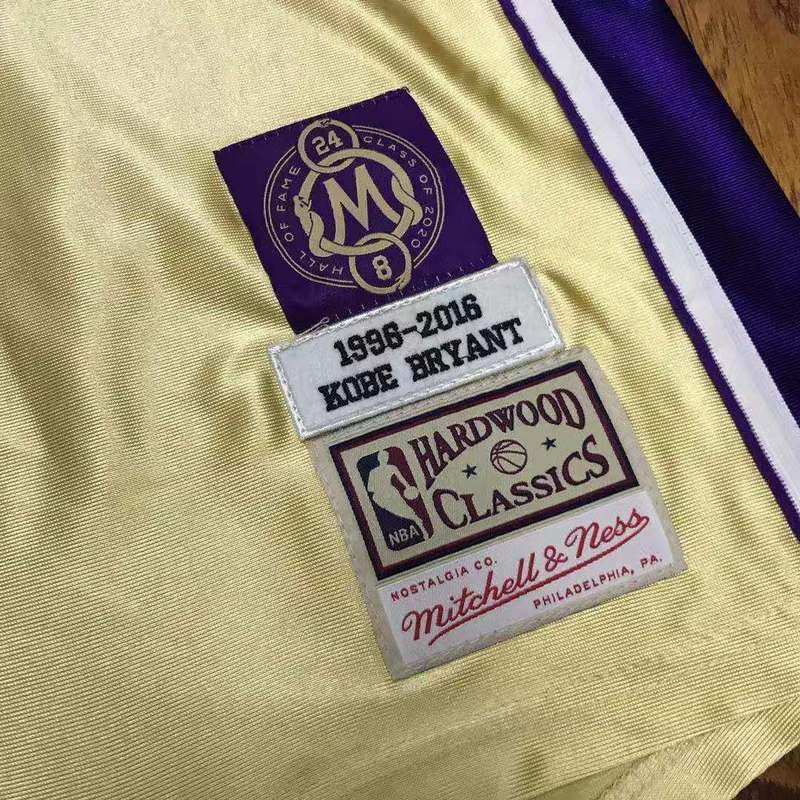 24
HALL OF FAME CLASS OF 2020
M
8
1996-2016
KOBE BRYANT
HARDWOOD
CLASSICS
NBA
NOSTALGIA CO.
Mitchell & Ness
PHILADELPHIA, PA.